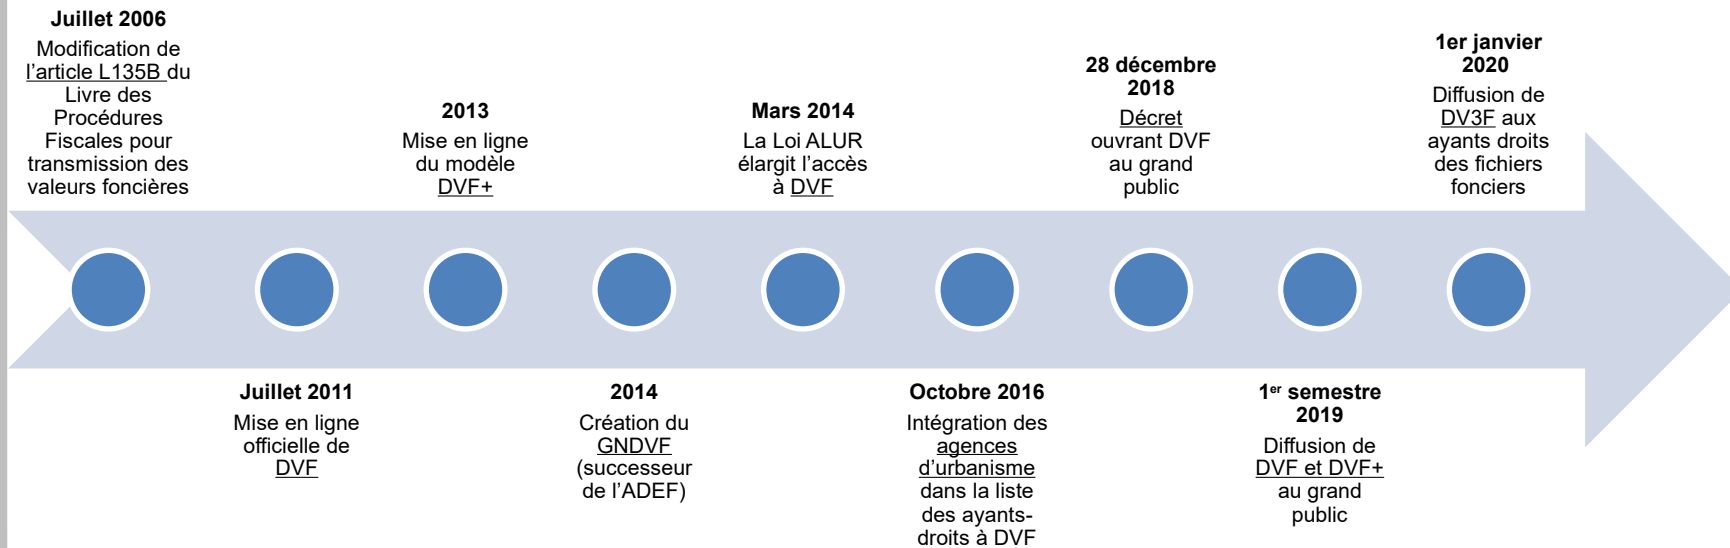 Juillet 2006
Modification de
l'article L135B du
Livre des
Procédures
Fiscales pour
transmission des
valeurs foncières
Juillet 2011
Mise en ligne
officielle de
DVF
2013
Mise en ligne
du modèle
DVF+
2014
Création du
GNDVF
(successeur
de l'ADEF)
Mars 2014
La Loi ALUR
élargit l'accès
à DVF
Octobre 2016
Intégration des
agences
d'urbanisme
dans la liste
des ayants-
droits à DVF
28 décembre
2018
Décret
ouvrant DVF
au grand
public
1er semestre
2019
Diffusion de
DVF et DVF+
au grand
public
1er janvier
2020
Diffusion de
DV3F aux
ayants droits
des fichiers
fonciers